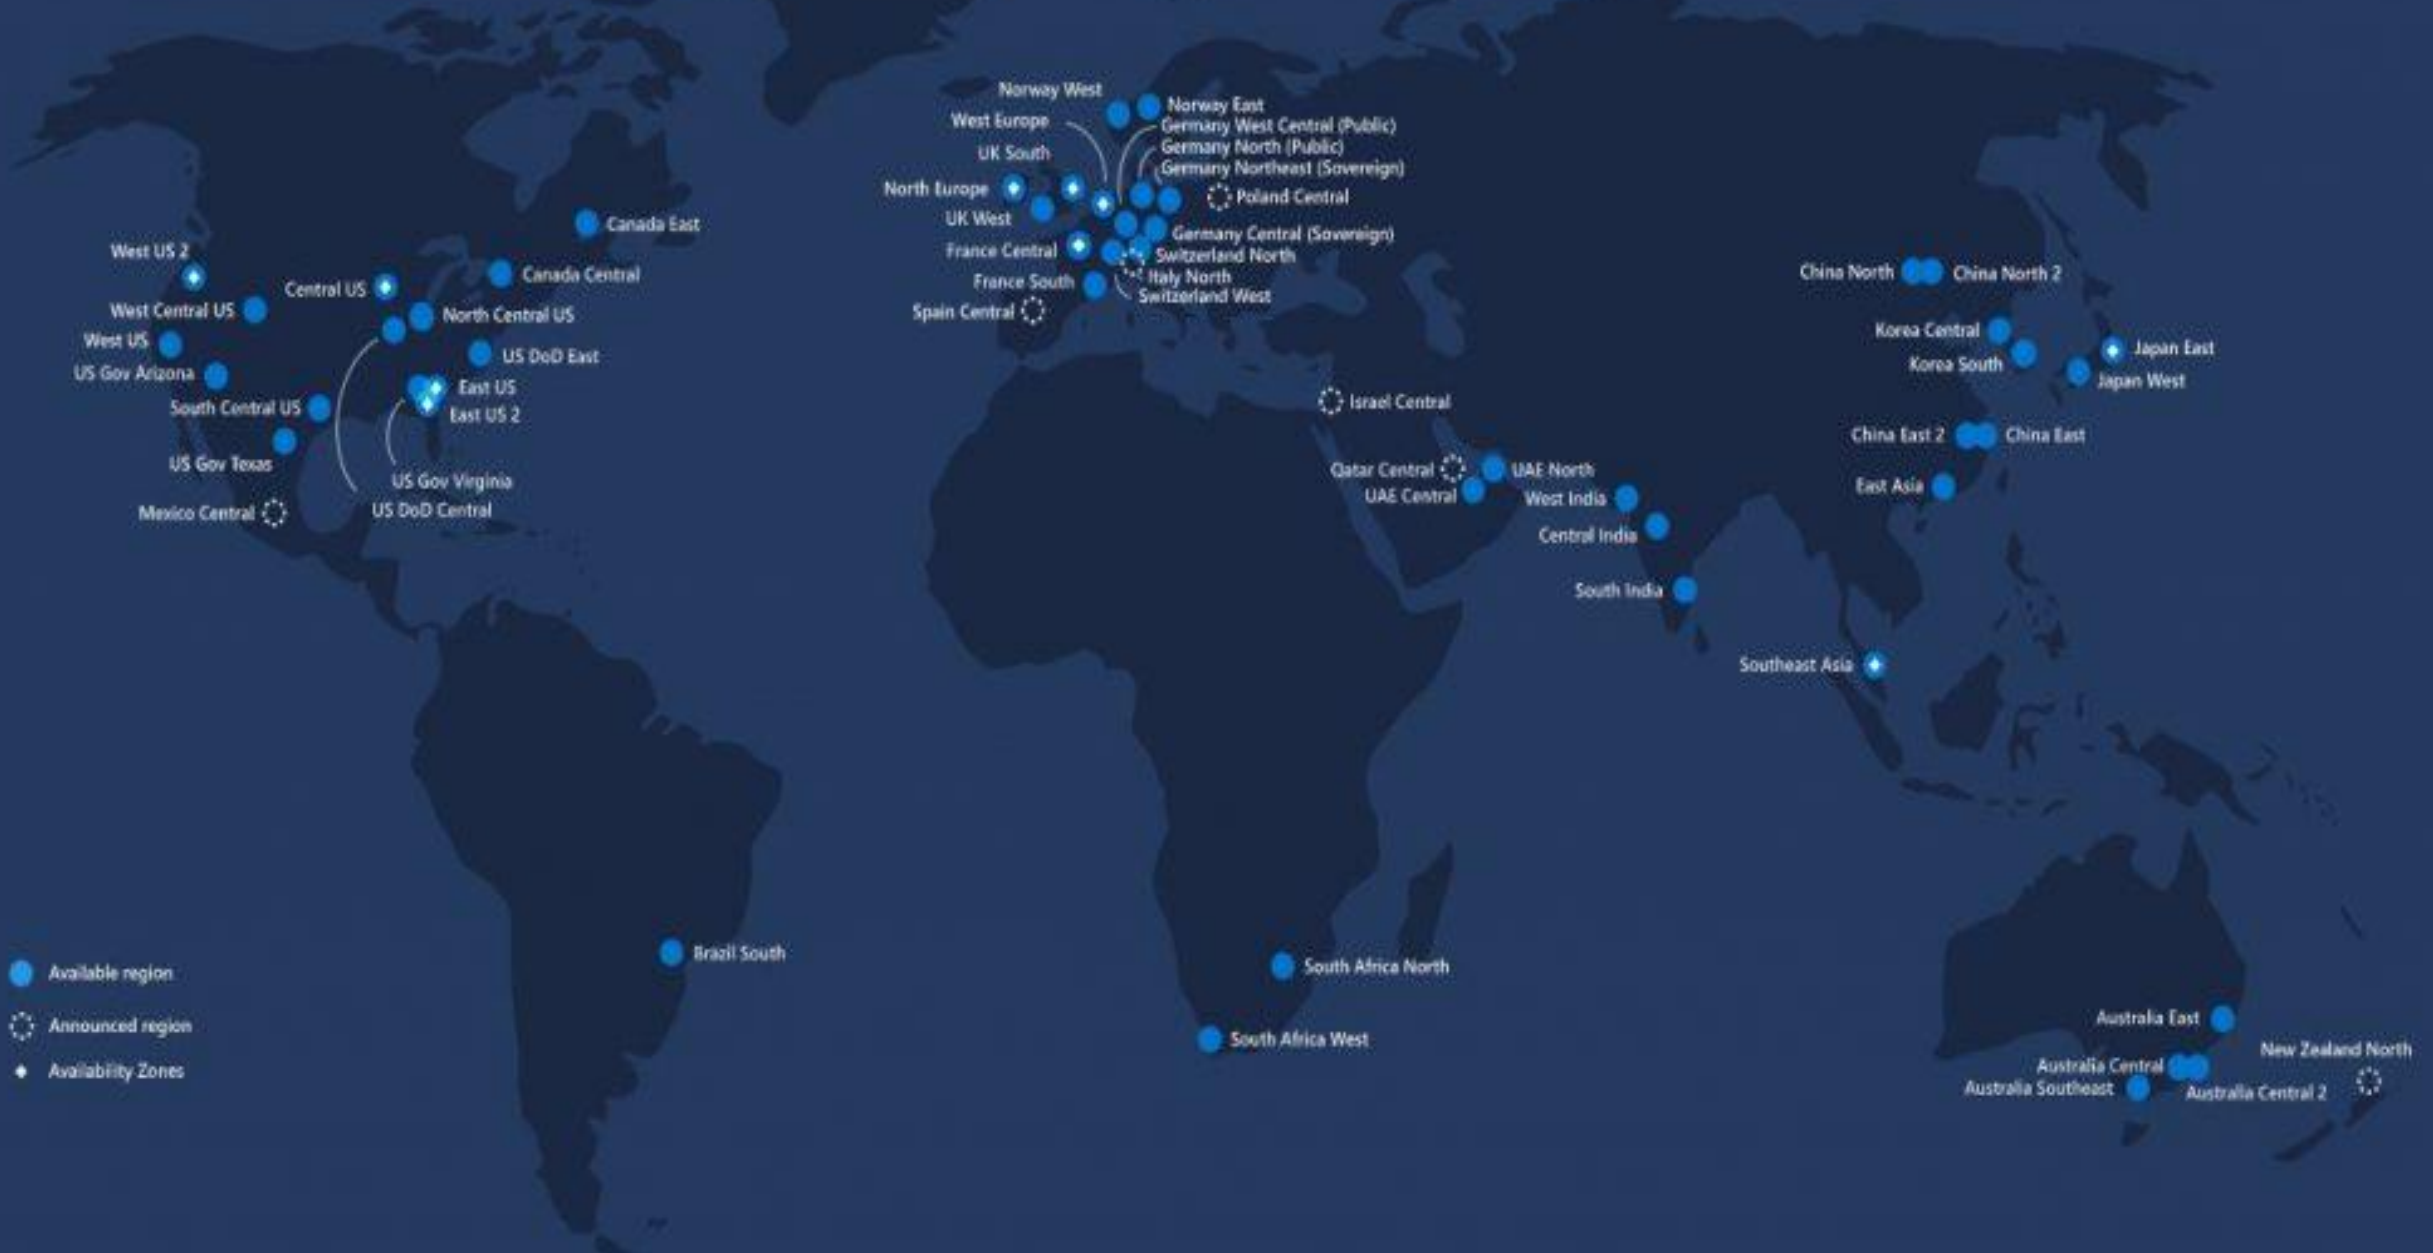 Norway West
Norway East
West Europe
Germany West Central (Public)
UK South
Germany North (Public)
Germany Northeast (Sovereign)
North Europe
Poland Central
UK West
Germany Central (Sovereign)
France Central
Switzerland North
Italy North
France South
Switzerland West
Spain Central
Canada East
West US 2
Canada Central
Central US
West Central US
North Central US
West US
US DoD East
US Gov Arizona
East US
South Central US
East US 2
US Gov Texas
US Gov Virginia
US DoD Central
Mexico Central
China North
China North 2
Korea Central
Japan East
Korea South
Japan West
Israel Central
China East 2
China East
Qatar Central
UAE North
UAE Central
West India
East Asia
Central India
South India
Southeast Asia
Brazil South
South Africa North
South Africa West
Available region
Announced region
Availability Zones
Australia East
New Zealand North
Australia Central
Australia Southeast
Australia Central 2